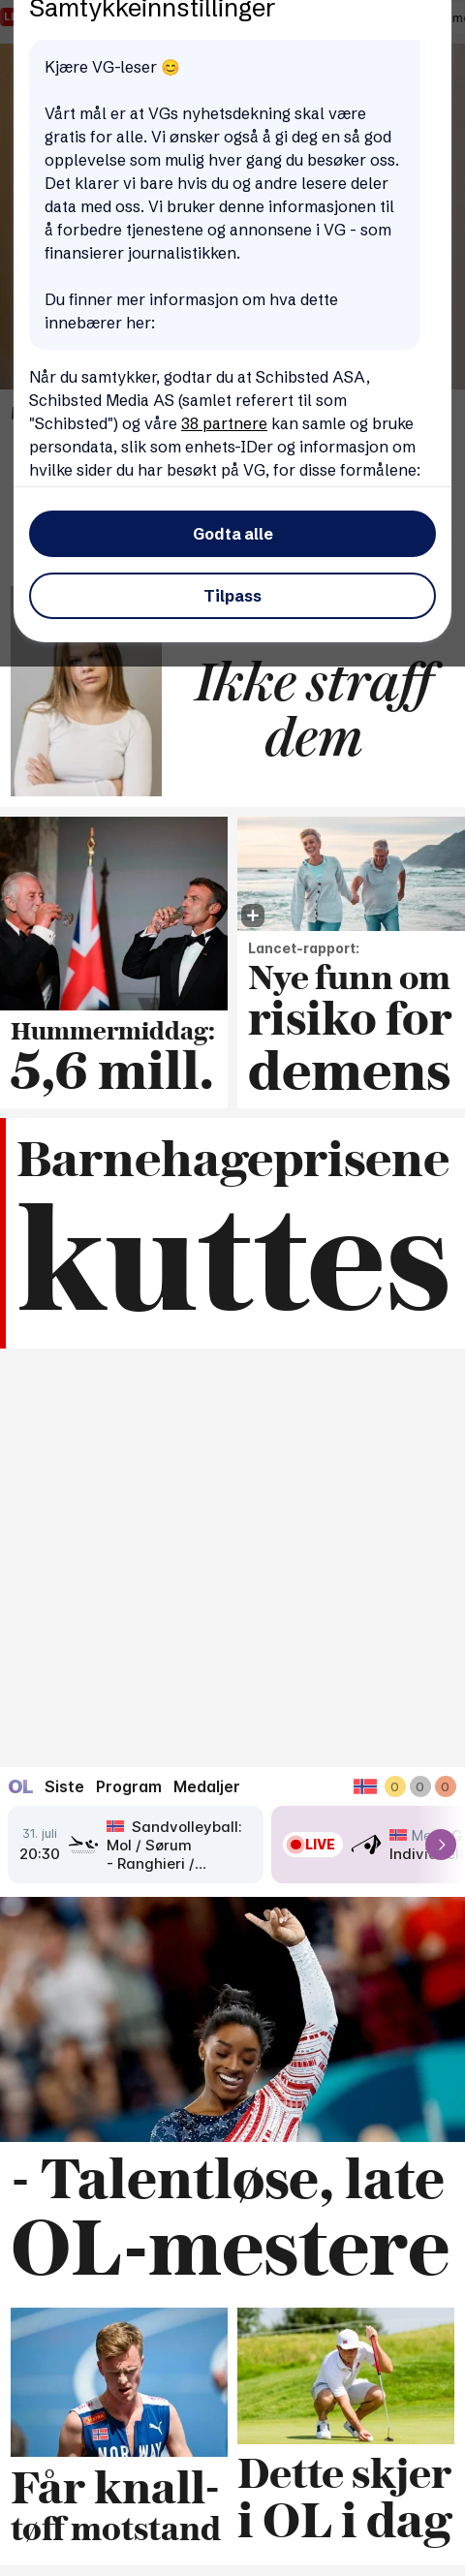 Samtykkeinnstillinger
Kjære VG-leser 😊
Vårt mål er at VGs nyhetsdekning skal være
gratis for alle. Vi ønsker også å gi deg en så god
opplevelse som mulig hver gang du besøker oss.
Det klarer vi bare hvis du og andre lesere deler
data med oss. Vi bruker denne informasjonen til
å forbedre tjenestene og annonsene i VG - som
finansierer journalistikken.
Du finner mer informasjon om hva dette
innebærer her:
Når du samtykker, godtar du at Schibsted ASA,
Schibsted Media AS (samlet referert til som
"Schibsted") og våre 38 partnere kan samle og bruke
persondata, slik som enhets-IDer og informasjon om
hvilke sider du har besøkt på VG, for disse formålene:
Godta alle
Tilpass
Ikke straff
dem
Hummermiddag:
5,6 mill.
Lancet-rapport:
Nye funn om
risiko for
demens
Barnehageprisene
kuttes
OL Siste Program Medaljer 0 0 0
31. juli
20:30
Sandvolleyball:
Mol / Sørum
- Ranghieri /...
LIVE
- Talentløse, late
OL-mestere
NORWAY
Får knall-
tøff motstand
Dette skjer
i OL i dag